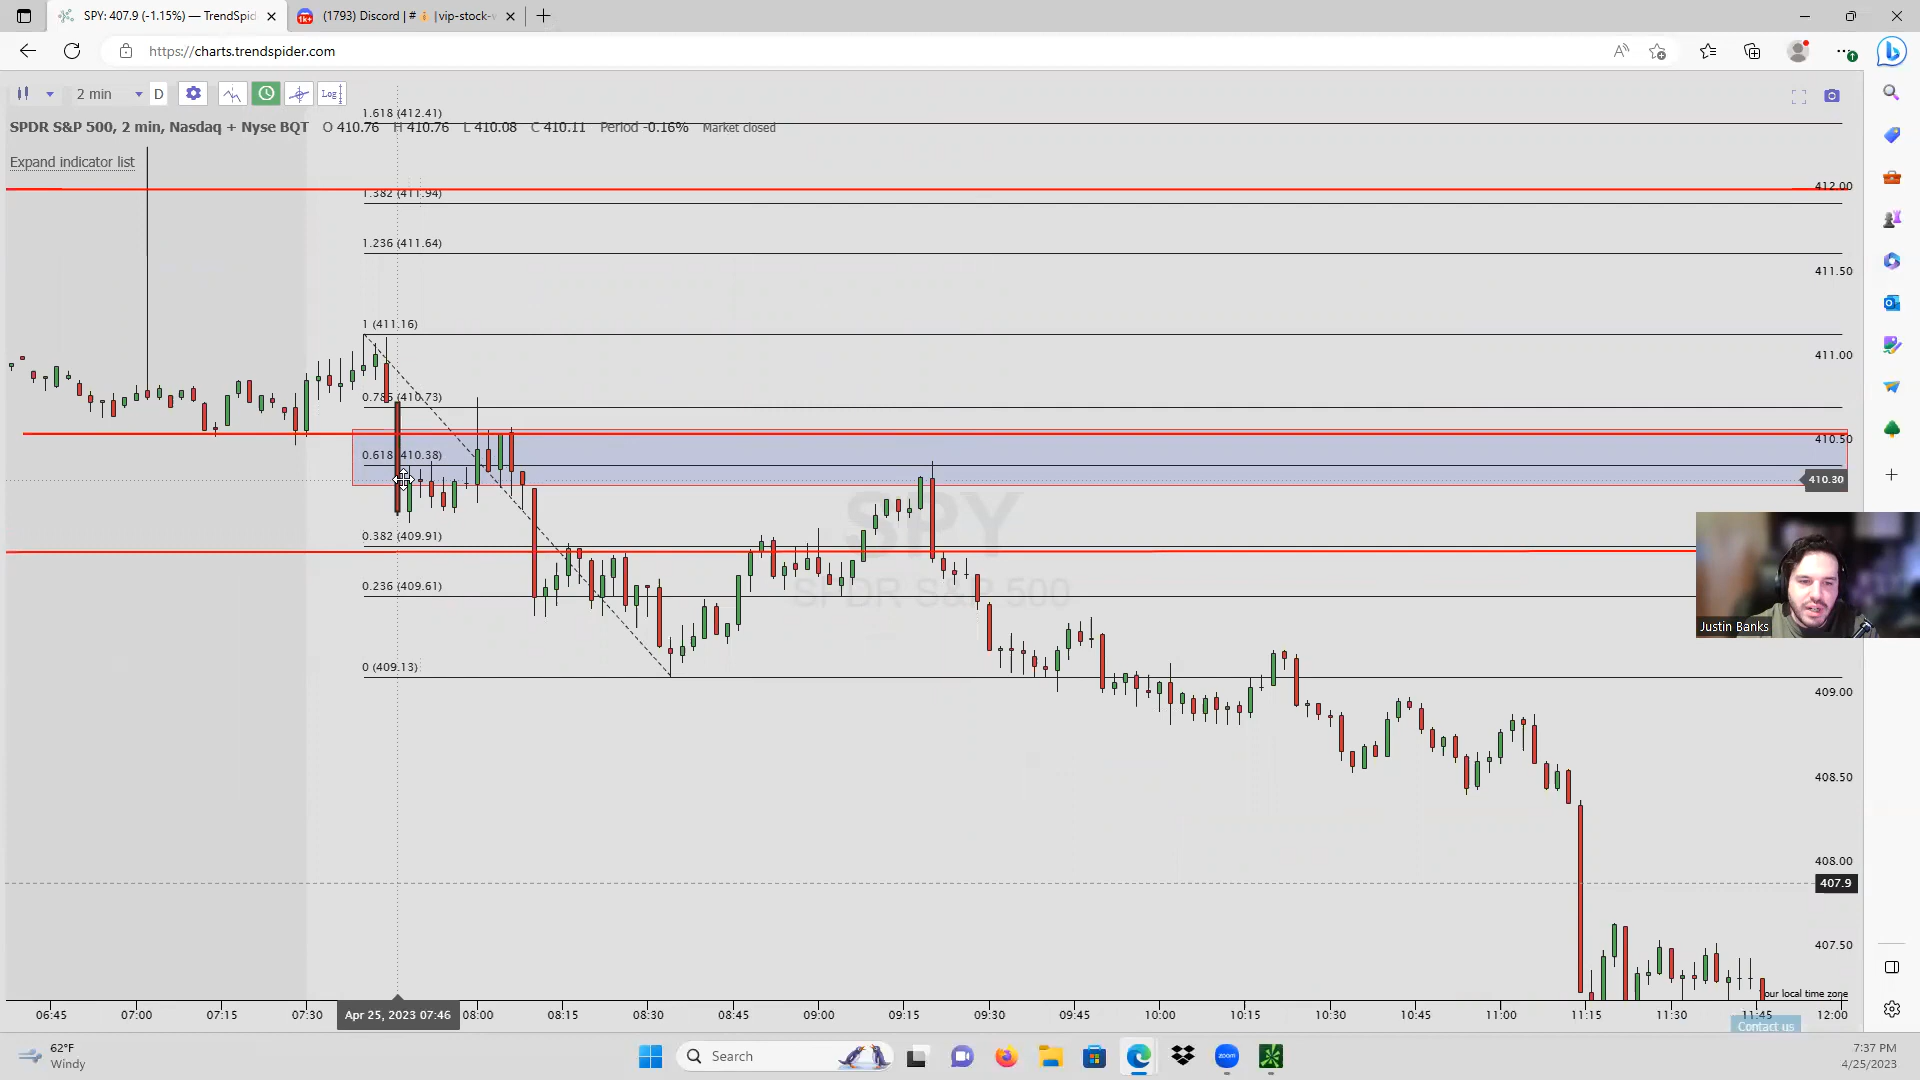 SPY: 407.9 (-1.15%) — TrendSpid
(1793) Discord | # |vip-stock-
https://charts.trendspider.com
2 min
D
Log
SPDR S&P 500, 2 min, Nasdaq + Nyse BQT O 410.76 H 410.76 L 410.08 C 410.11 Period -0.16% Market closed
Expand indicator list
1.618 (412.41)
1.382 (411.94)
1.236 (411.64)
1 (411.16)
0.786 (410.73)
0.618 (410.38)
0.382 (409.91)
0.236 (409.61)
0 (409.13)
SPY
SPDR S&P 500
412.00
411.50
411.00
410.50
410.30
409.00
408.50
408.00
407.9
407.50
Justin Banks
our local time zone
06:45 07:00 07:15 07:30 Apr 25, 2023 07:46 08:00 08:15 08:30 08:45 09:00 09:15 09:30 09:45 10:00 10:15 10:30 10:45 11:00 11:15 11:30 11:45 12:00
Contact us
62°F
Windy
Search
zoom
7:37 PM
4/25/2023